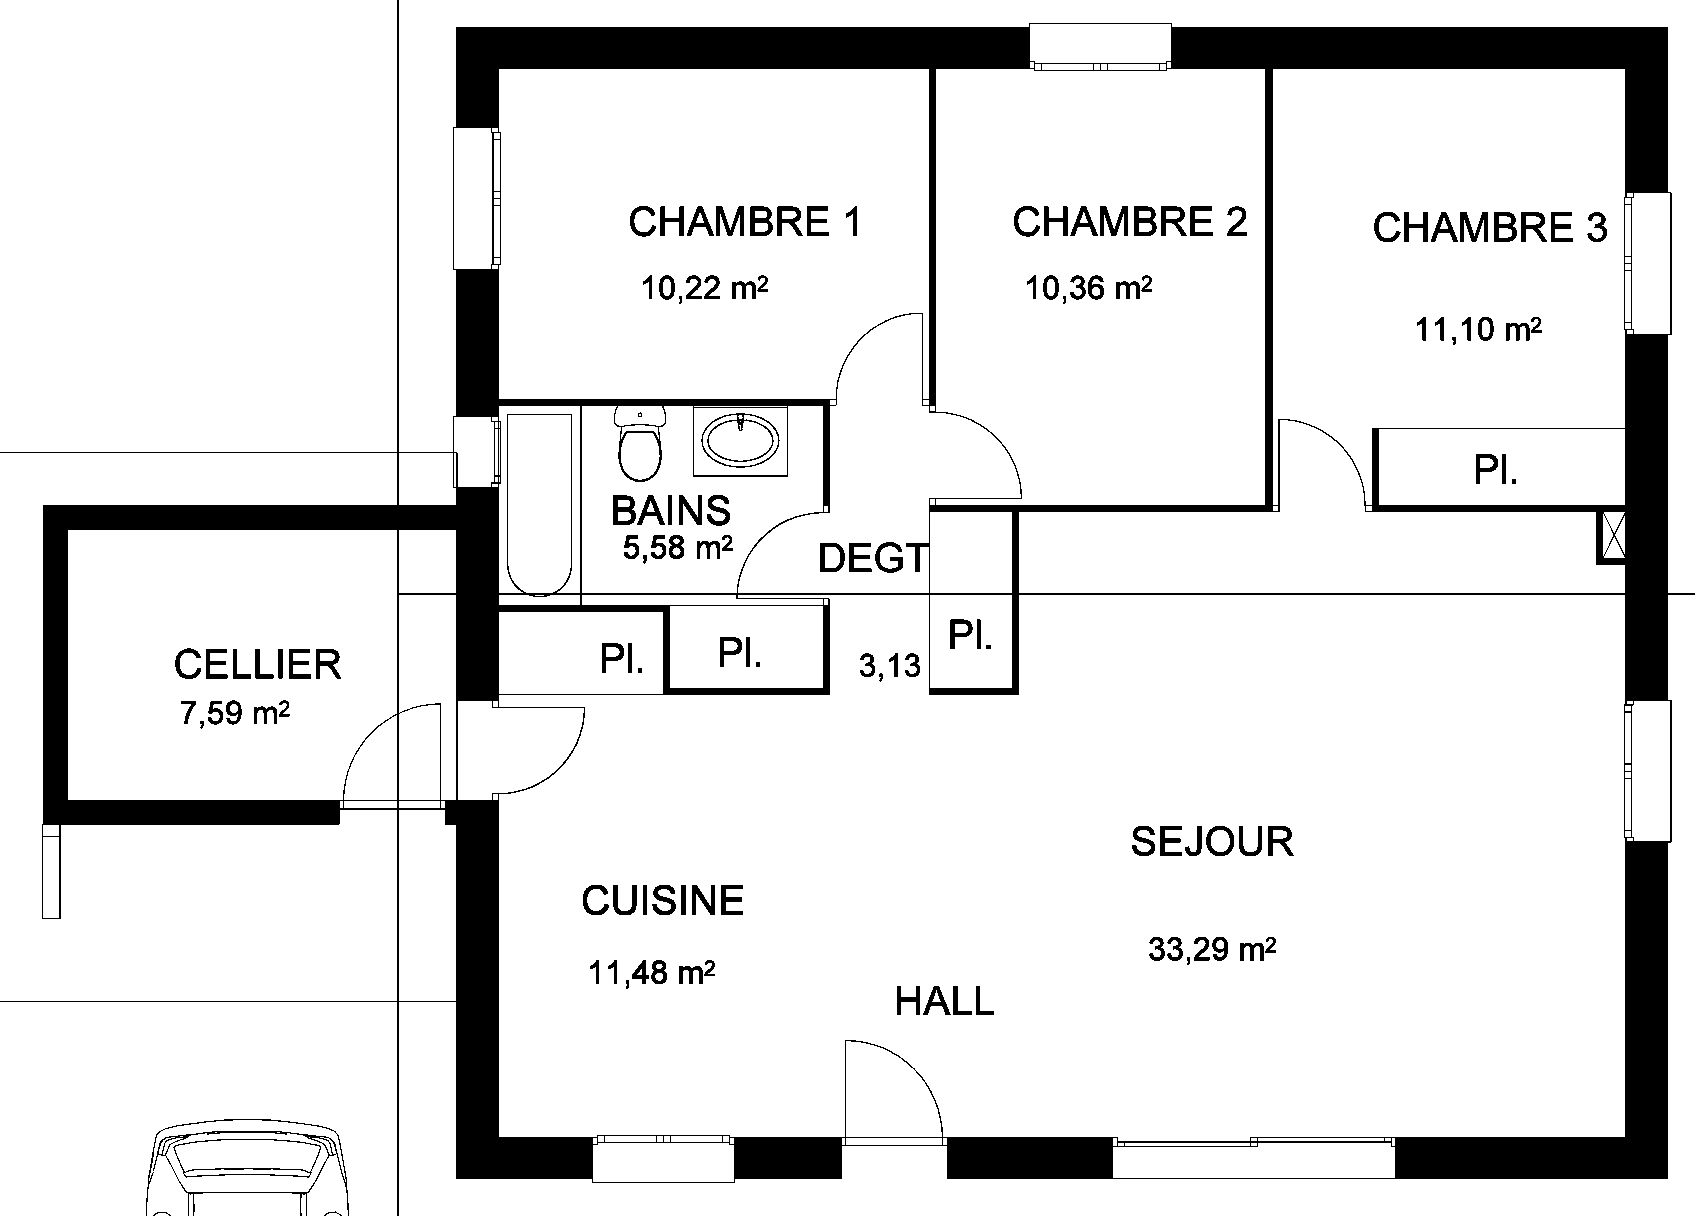 CHAMBRE 1
10,22 m²
CHAMBRE 2
10,36 m²
CHAMBRE 3
11,10 m²
Pl.
BAINS
5,58 m²
DEGT
Pl.
Pl.
Pl.
3,13
CELLIER
7,59 m²
SEJOUR
33,29 m²
CUISINE
11,48 m²
HALL